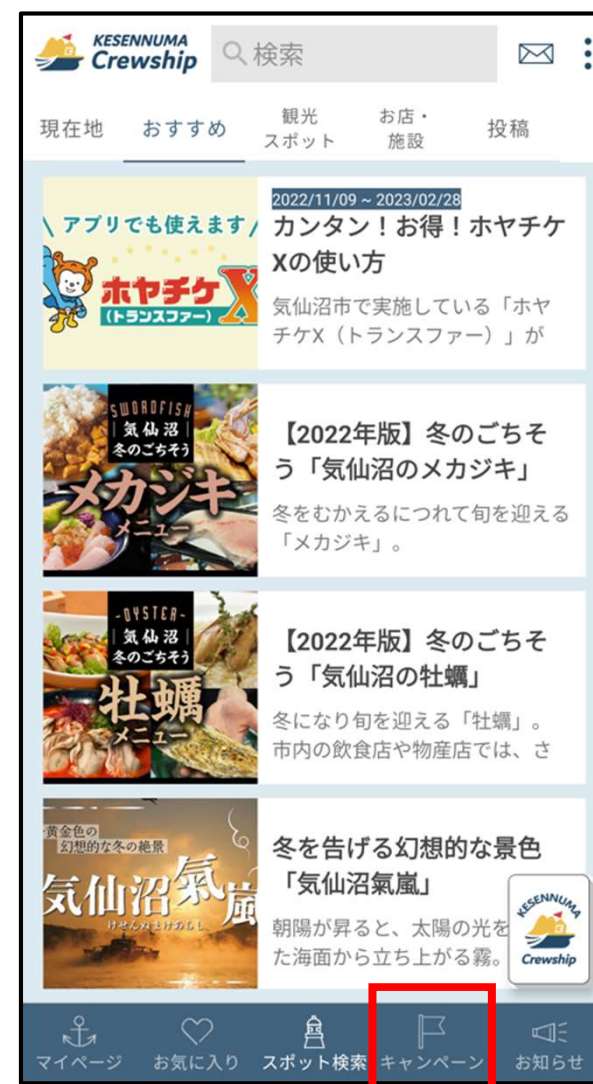 KESENNUMA
Crewship
検索
現在地
おすすめ
観光
スポット
お店・
施設
投稿
アプリでも使えます
ホヤチケX
(トランスファー)
2022/11/09 ~ 2023/02/28
カンタン！お得！ホヤチケ
Xの使い方
気仙沼市で実施している「ホヤ
チケX（トランスファー）」が
SWORDFISH
気仙沼
冬のごちそう
メカジキ
メニュー
【2022年版】冬のごちそ
う「気仙沼のメカジキ」
冬をむかえるにつれて旬を迎える
「メカジキ」。
-OYSTER-
気仙沼
冬のごちそう
牡蠣
メニュー
【2022年版】冬のごちそ
う「気仙沼の牡蠣」
冬になり旬を迎える「牡蠣」。
市内の飲食店や物産店では、さ
黄金色の
幻想的な冬の絶景
気仙沼氣嵐
けせんぬまけあらし
冬を告げる幻想的な景色
「気仙沼氣嵐」
朝陽が昇ると、太陽の光を
た海面から立ち上がる霧。
KESENNUMA
Crewship
マイページ
お気に入り
スポット検索
キャンペーン
お知らせ